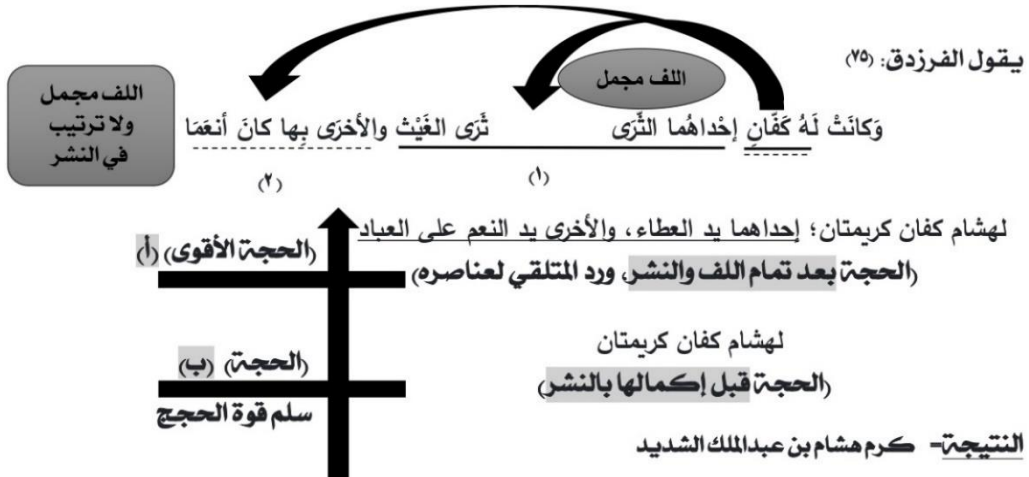 يقول الفرزدق: (٧٥)
اللف مجمل
وَكانَتْ لَهُ كَفّانِ إحْداهُما الثَّرَى ثَرَى الغَيْث والأخرَى بِها كانَ أنعَمَا
(١)
(٢)
اللف مجمل
ولا ترتيب
في النشر
لهشام كفان كريمتان؛ إحداهما يد العطاء، والأخرى يد النعم على العباد
(الحجة الأقوى) (أ)
(الحجة بعد تمام اللف والنشر، ورد المتلقي لعناصره)
لهشام كفان كريمتان
(الحجة) (ب)
(الحجة قبل إكمالها بالنشر)
سلم قوة الحجج
النتيجة- كرم هشام بن عبدالملك الشديد